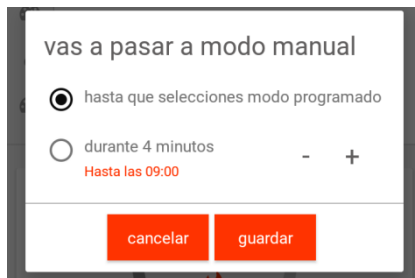 vas a pasar a modo manual
hasta que selecciones modo programado
durante 4 minutos
- +
Hasta las 09:00
cancelar guardar